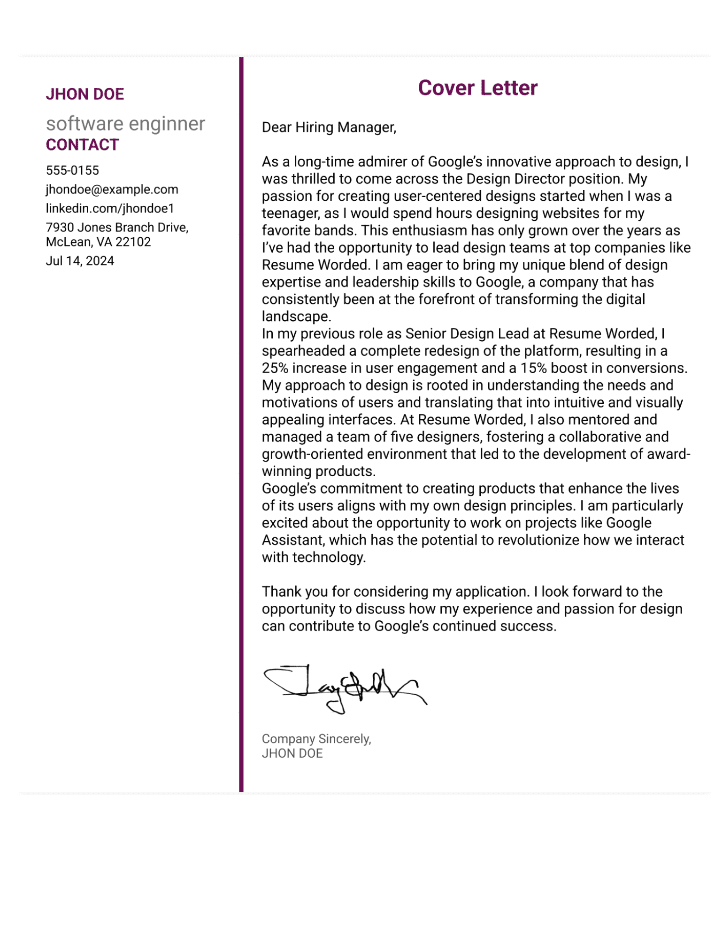 JHON DOE
software enginner
CONTACT
555-0155
jhondoe@example.com
linkedin.com/jhondoe1
7930 Jones Branch Drive,
McLean, VA 22102
Jul 14, 2024
Cover Letter
Dear Hiring Manager,
As a long-time admirer of Google’s innovative approach to design, I
was thrilled to come across the Design Director position. My
passion for creating user-centered designs started when I was a
teenager, as I would spend hours designing websites for my
favorite bands. This enthusiasm has only grown over the years as
I’ve had the opportunity to lead design teams at top companies like
Resume Worded. I am eager to bring my unique blend of design
expertise and leadership skills to Google, a company that has
consistently been at the forefront of transforming the digital
landscape.
In my previous role as Senior Design Lead at Resume Worded, I
spearheaded a complete redesign of the platform, resulting in a
25% increase in user engagement and a 15% boost in conversions.
My approach to design is rooted in understanding the needs and
motivations of users and translating that into intuitive and visually
appealing interfaces. At Resume Worded, I also mentored and
managed a team of five designers, fostering a collaborative and
growth-oriented environment that led to the development of award-
winning products.
Google’s commitment to creating products that enhance the lives
of its users aligns with my own design principles. I am particularly
excited about the opportunity to work on projects like Google
Assistant, which has the potential to revolutionize how we interact
with technology.
Thank you for considering my application. I look forward to the
opportunity to discuss how my experience and passion for design
can contribute to Google’s continued success.
Company Sincerely,
JHON DOE